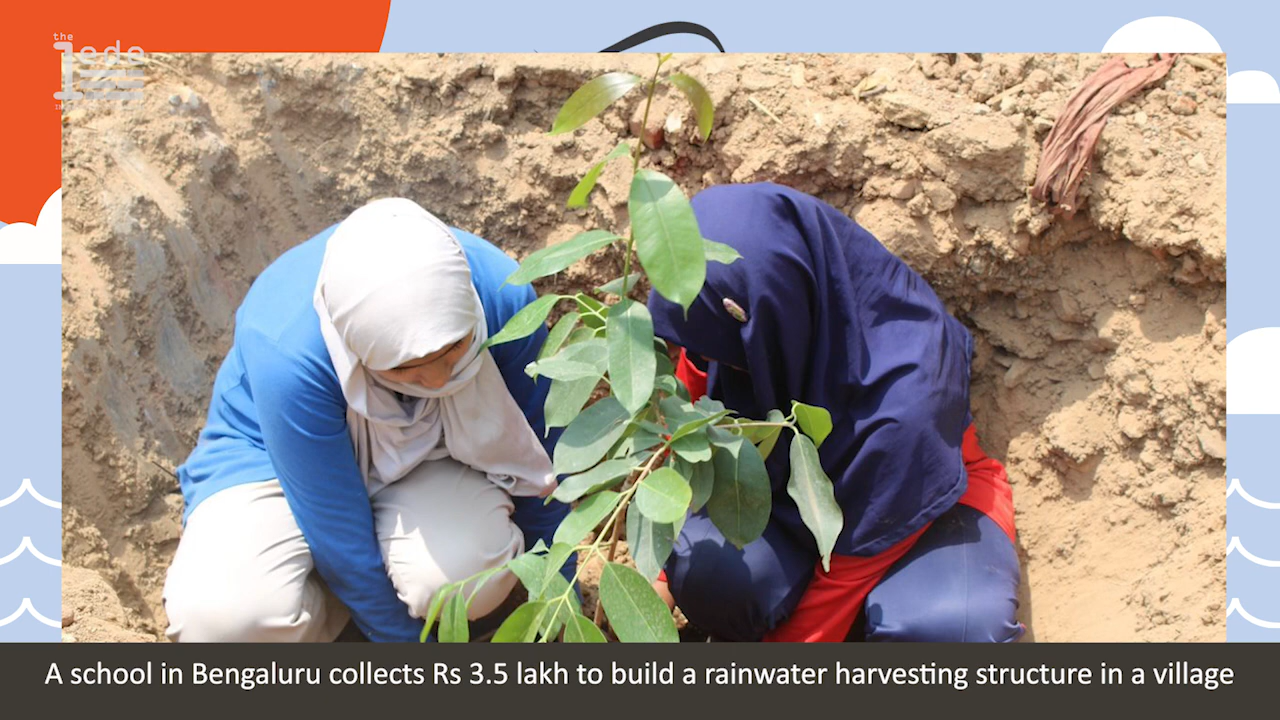 the
lede
A school in Bengaluru collects Rs 3.5 lakh to build a rainwater harvesting structure in a village